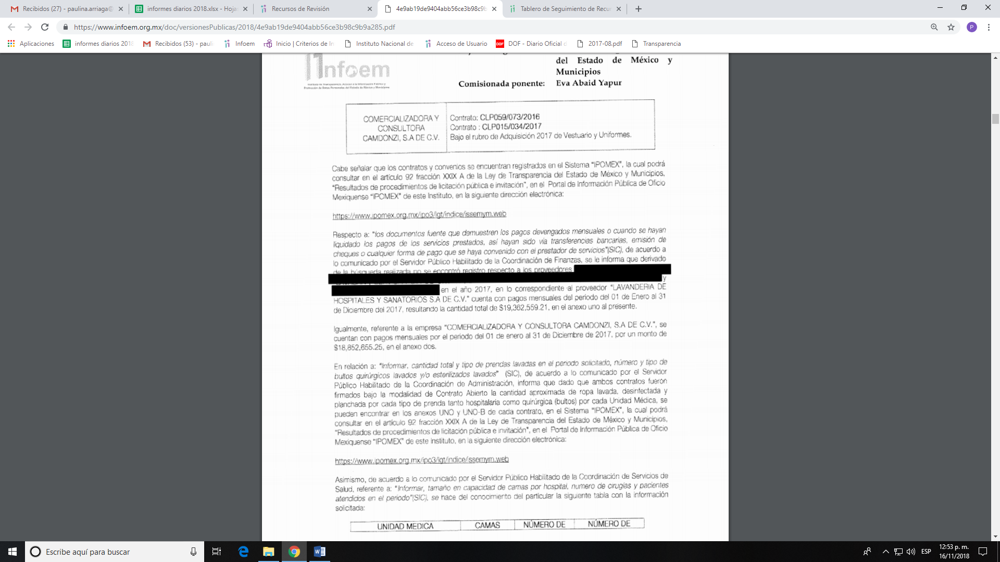 Recibidos (27) - paulina.arriaga@
informes diarios 2018.xlsx - Hoja
Recursos de Revisión
4e9ab19de9404abb56ce3b98c9b
Tablero de Seguimiento de Recu
https://www.infoem.org.mx/doc/versionesPublicas/2018/4e9ab19de9404abb56ce3b98c9b9a285.pdf
P
Aplicaciones
informes diarios 2018
Recibidos (53) - pauli
Infoem
Inicio | Criterios de In
Instituto Nacional de
Acceso de Usuario
DOF
DOF - Diario Oficial d
2017-08.pdf
Transparencia
infoem
Instituto de Transparencia, Acceso a la Información Pública y
Protección de Datos Personales del Estado de México y Municipios
del Estado de México y
Municipios
Comisionada ponente: Eva Abaid Yapur
COMERCIALIZADORA Y
CONSULTORA
CAMDONZI, S.A DE C.V.
Contrato: CLP059/073/2016
Contrato : CLP015/034/2017
Bajo el rubro de Adquisición 2017 de Vestuario y Uniformes.
Cabe señalar que los contratos y convenios se encuentran registrados en el Sistema "IPOMEX", la cual podrá
consultar en el artículo 92 fracción XXIX A de la Ley de Transparencia del Estado de México y Municipios,
"Resultados de procedimientos de licitación pública e invitación", en el Portal de Información Pública de Oficio
Mexiquense "IPOMEX" de este Instituto, en la siguiente dirección electrónica:
https://www.ipomex.org.mx/ipo3/lgt/indice/issemym.web
Respecto a: "los documentos fuente que demuestren los pagos devengados mensuales o cuando se hayan
liquidado los pagos de los servicios prestados, así hayan sido vía transferencias bancarias, emisión de
cheques o cualquier forma de pago que se haya convenido con el prestador de servicios"(SIC), de acuerdo a
lo comunicado por el Servidor Público Habilitado de la Coordinación de Finanzas, se le informa que derivado
de la búsqueda realizada no se encontró registro respecto a los proveedores
y
en el año 2017, en lo correspondiente al proveedor "LAVANDERIA DE
HOSPITALES Y SANATORIOS S.A DE C.V." cuenta con pagos mensuales del periodo del 01 de Enero al 31
de Diciembre del 2017, resultando la cantidad total de $19,362,559.21, en el anexo uno al presente.
Igualmente, referente a la empresa "COMERCIALIZADORA Y CONSULTORA CAMDONZI, S.A DE C.V.", se
cuentan con pagos mensuales por el periodo del 01 de enero al 31 de Diciembre de 2017, por un monto de
$18,852,655.25, en el anexo dos.
En relación a: "Informar, cantidad total y tipo de prendas lavadas en el periodo solicitado, número y tipo de
bultos quirúrgicos lavados y/o esterilizados lavados" (SIC), de acuerdo a lo comunicado por el Servidor
Público Habilitado de la Coordinación de Administración, informa que dado que ambos contratos fueron
firmados bajo la modalidad de Contrato Abierto la cantidad aproximada de ropa lavada, desinfectada y
planchada por cada tipo de prenda tanto hospitalaria como quirúrgica (bultos) por cada Unidad Médica, se
pueden encontrar en los anexos UNO y UNO-B de cada contrato, en el Sistema "IPOMEX", la cual podrá
consultar en el artículo 92 fracción XXIX A de la Ley de Transparencia del Estado de México y Municipios,
"Resultados de procedimientos de licitación pública e invitación", en el Portal de Información Pública de Oficio
Mexiquense "IPOMEX" de este Instituto, en la siguiente dirección electrónica:
https://www.ipomex.org.mx/ipo3/lgt/indice/issemym.web
Asimismo, de acuerdo a lo comunicado por el Servidor Público Habilitado de la Coordinación de Servicios de
Salud, referente a: "Informar, tamaño en capacidad de camas por hospital, numero de cirugías y pacientes
atendidos en el periodo"(SIC), se hace del conocimiento del particular la siguiente tabla con la información
solicitada:
UNIDAD MEDICA CAMAS NÚMERO DE NÚMERO DE
Escribe aquí para buscar
ESP
12:53 p. m.
16/11/2018